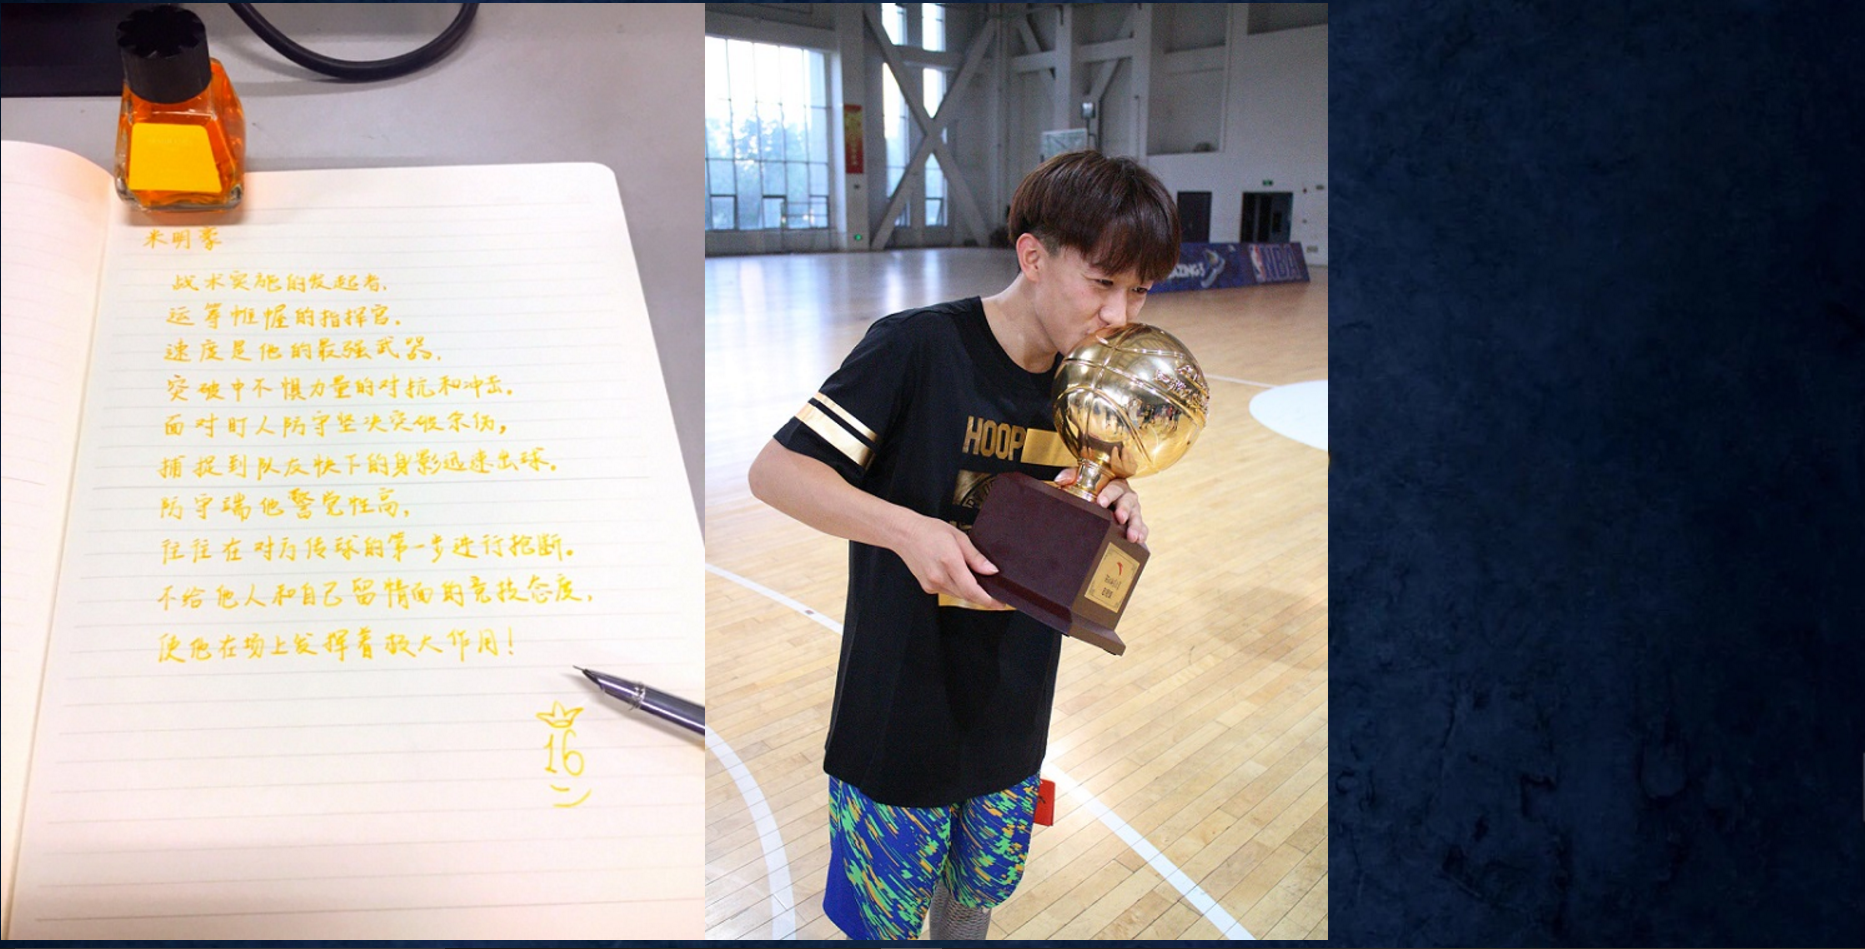 米明豪
战术实施的发起者.
运筹帷幄的指挥官.
速度是他的最强武器.
突破中不惧力量的对抗和冲击.
面对盯人防守坚决突破杀伤,
捕捉到队友快下的身影迅速出球.
防守端他警觉性高,
往往在对方传球的第一步进行抢断.
不给他人和自己留情面的竞技态度,
使他在场上发挥着极大作用!
16
HOOP
NBA